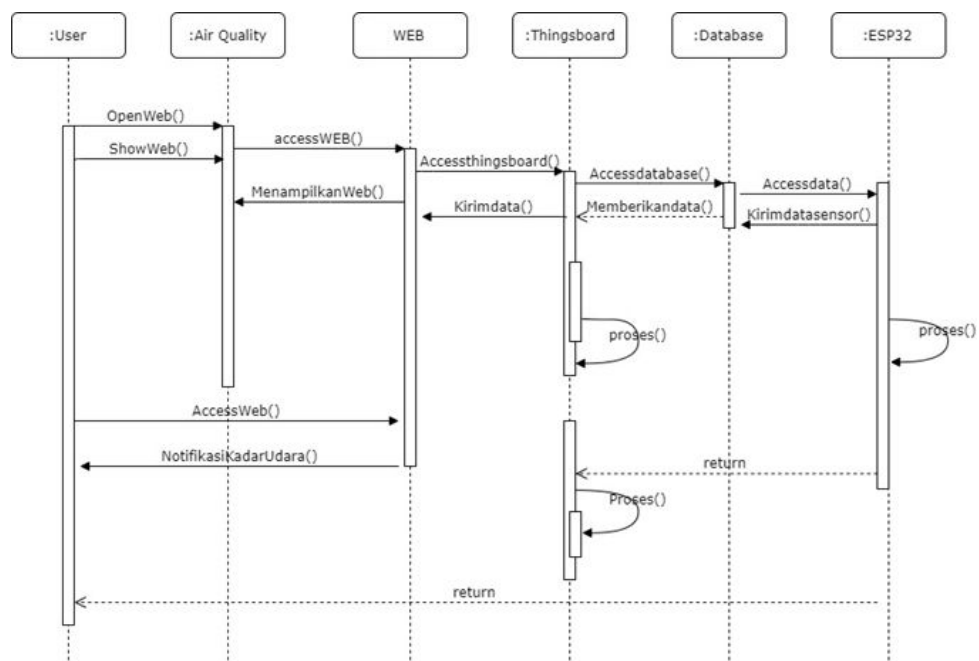 :User
:Air Quality
WEB
:Thingsboard
:Database
:ESP32
OpenWeb()
accessWEB()
ShowWeb()
Accessthingsboard()
Accessdatabase()
Accessdata()
MenampilkanWeb()
Kirimdata()
Memberikandata()
Kirimdatasensor()
proses()
proses()
AccessWeb()
NotifikasiKadarUdara()
return
Proses()
return